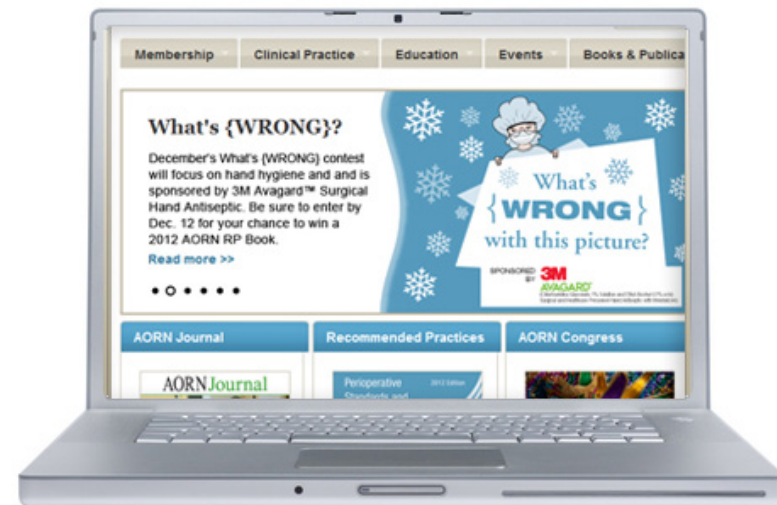 Membership Clinical Practice Education Events Books & Publica
What's {WRONG}?
December's What's {WRONG} contest
will focus on hand hygiene and and is
sponsored by 3M Avagard™ Surgical
Hand Antiseptic. Be sure to enter by
Dec. 12 for your chance to win a
2012 AORN RP Book.
Read more >>
What's
{WRONG}
with this picture?
SPONSORED
BY
3M
AVAGARD
AORN Journal Recommended Practices AORN Congress
AORN Journal
Perioperative 2012 Edition
Standards and